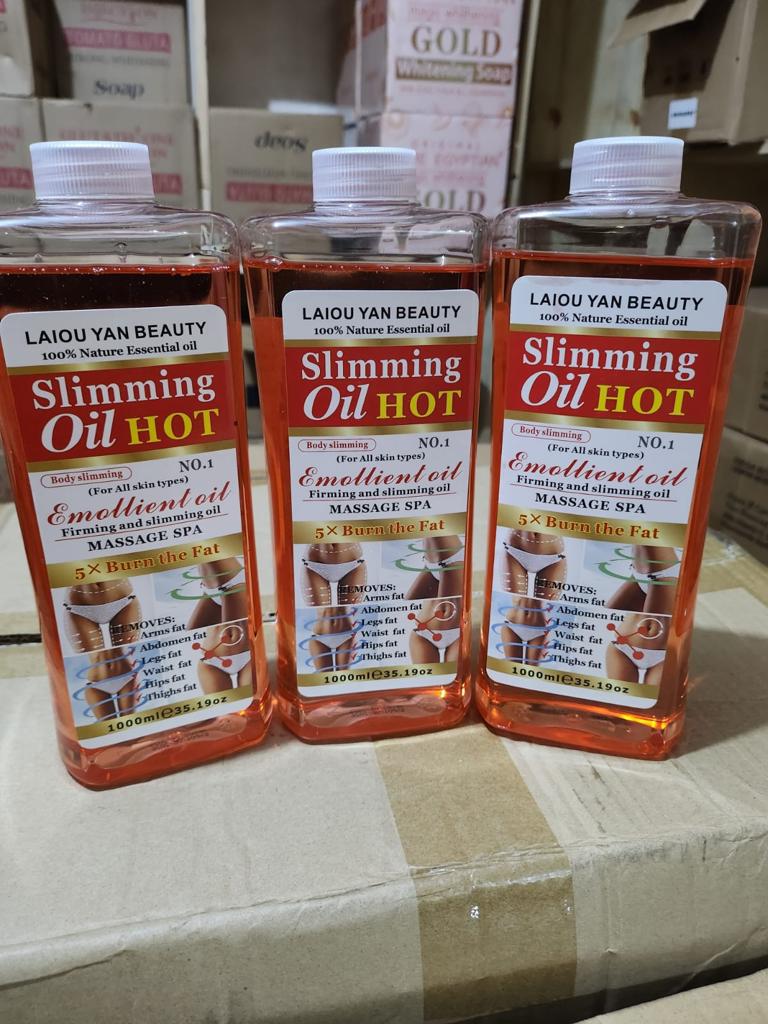 TOMATO GLUTA
STRONG WHITENING
Soap
GLUTATHIONE
deos
GOLD
Whitening Soap
ORIGINAL
EGYPTIAN
GOLD
LAIOU YAN BEAUTY
100% Nature Essential oil
Slimming
Oil HOT
Body slimming
NO.1
(For All skin types)
Emollient oil
Firming and slimming oil
MASSAGE SPA
5× Burn the Fat
REMOVES:
Arms fat
Abdomen fat
Legs fat
Waist fat
Hips fat
Thighs fat
1000ml℮35.19oz
LAIOU YAN BEAUTY
100% Nature Essential oil
Slimming
Oil HOT
Body slimming
NO.1
(For All skin types)
Emollient oil
Firming and slimming oil
MASSAGE SPA
5× Burn the Fat
REMOVES:
Arms fat
Abdomen fat
Legs fat
Waist fat
Hips fat
Thighs fat
1000ml℮35.19oz
LAIOU YAN BEAUTY
100% Nature Essential oil
Slimming
Oil HOT
Body slimming
NO.1
(For All skin types)
Emollient oil
Firming and slimming oil
MASSAGE SPA
5× Burn the Fat
REMOVES:
Arms fat
Abdomen fat
Legs fat
Waist fat
Hips fat
Thighs fat
1000ml℮35.19oz